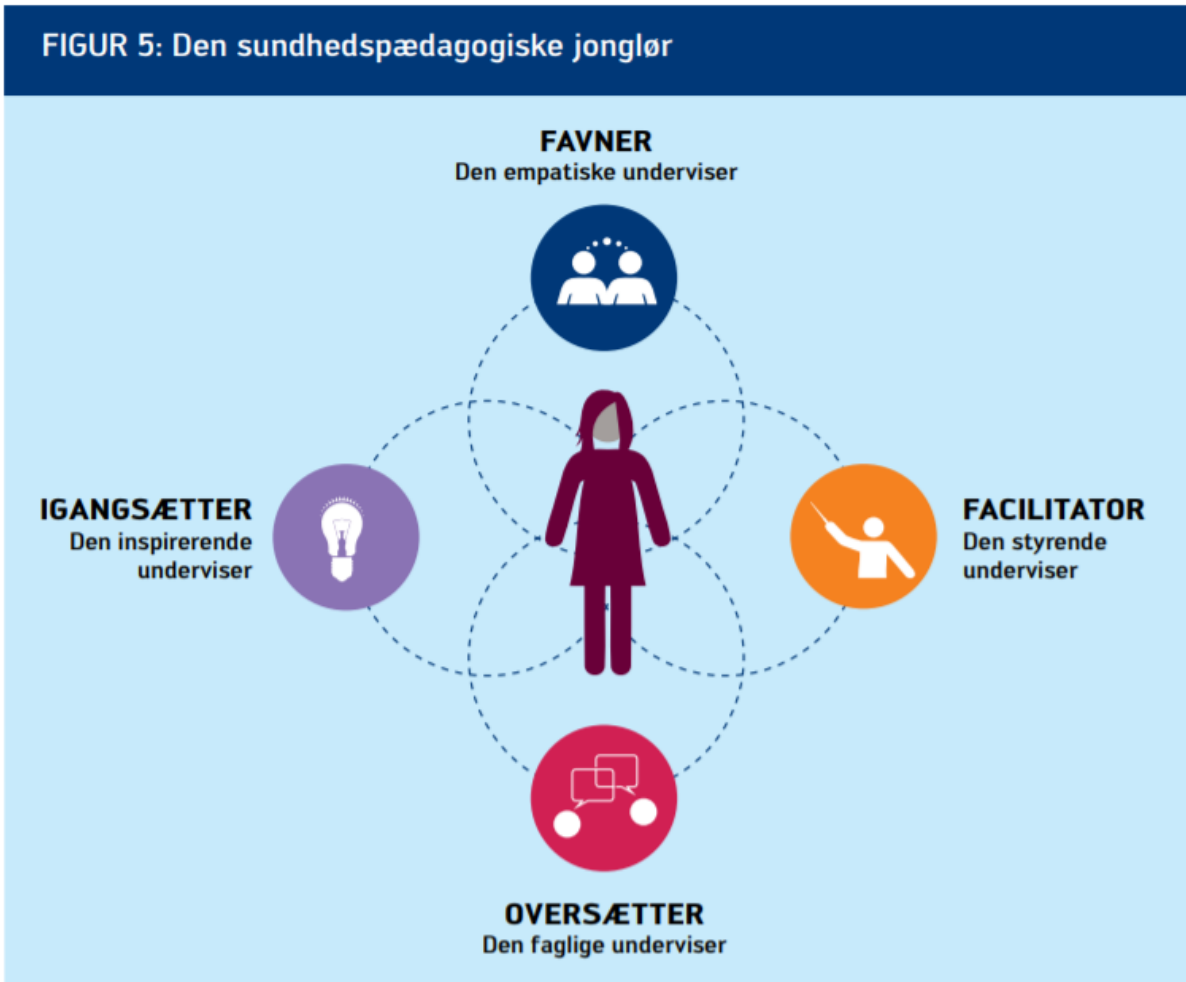 FIGUR 5: Den sundhedspædagogiske jonglør
FAVNER
Den empatiske underviser
IGANGSÆTTER
Den inspirerende
underviser
FACILITATOR
Den styrende
underviser
OVERSÆTTER
Den faglige underviser